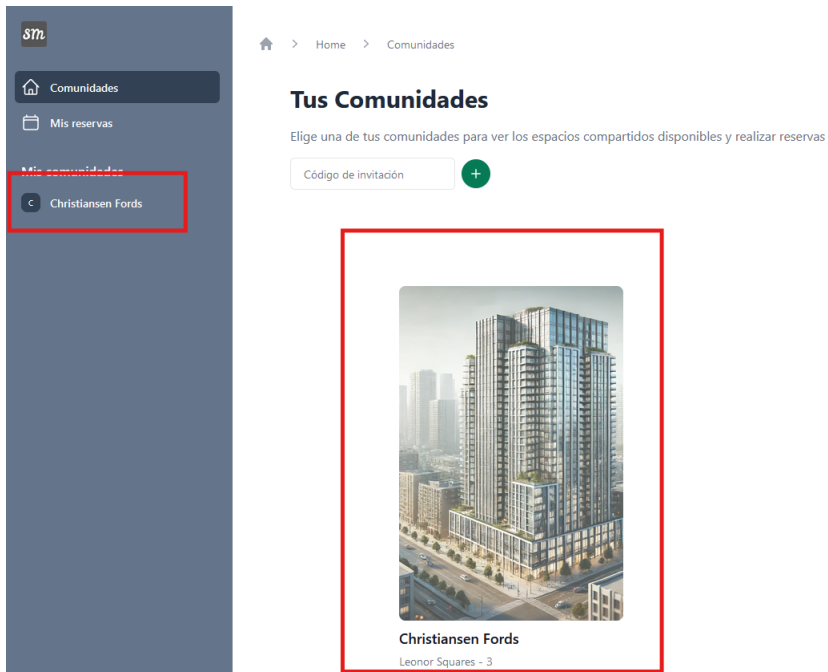 sm
Home > Comunidades
Comunidades
Mis reservas
Mis comunidades
C Christiansen Fords
Tus Comunidades
Elige una de tus comunidades para ver los espacios compartidos disponibles y realizar reservas
Código de invitación +
Christiansen Fords
Leonor Squares - 3